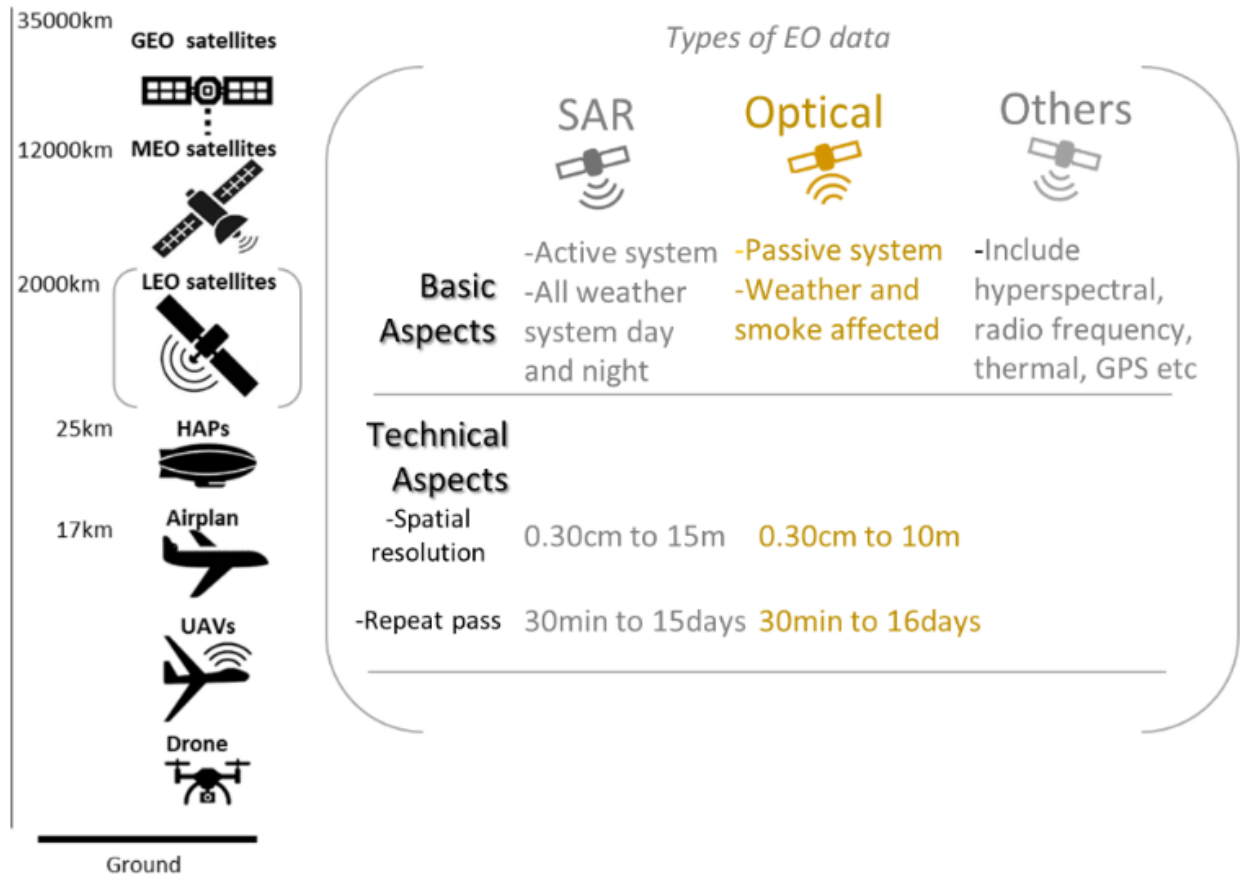 35000km
GEO satellites
12000km
MEO satellites
2000km
LEO satellites
25km
HAPs
17km
Airplan
UAVs
Drone
Ground
Types of EO data
SAR
Optical
Others
Basic
Aspects
-Active system
-All weather
system day
and night
-Passive system
-Weather and
smoke affected
-Include
hyperspectral,
radio frequency,
thermal, GPS etc
Technical
Aspects
-Spatial
resolution
0.30cm to 15m
0.30cm to 10m
-Repeat pass
30min to 15days
30min to 16days